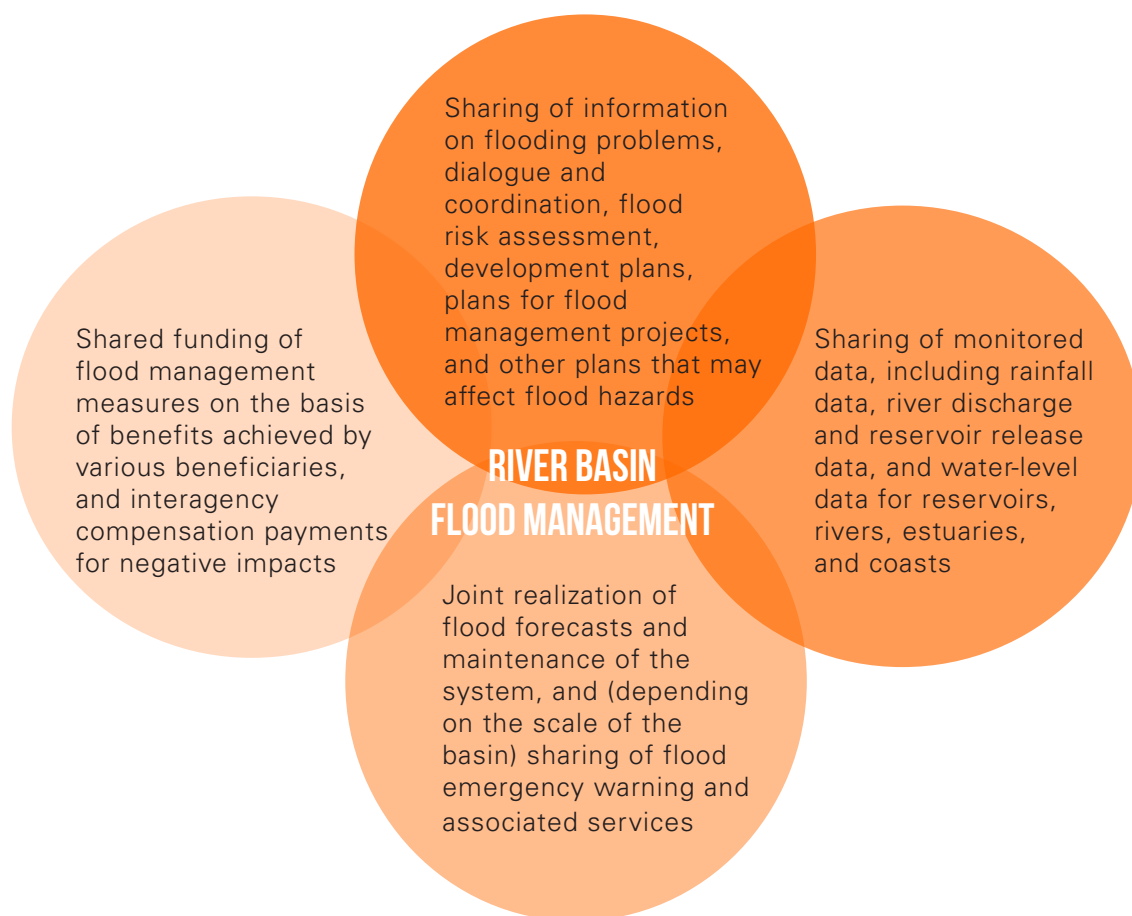 Sharing of information
on flooding problems,
dialogue and
coordination, flood
risk assessment,
development plans,
plans for flood
management projects,
and other plans that may
affect flood hazards
Shared funding of
flood management
measures on the basis
of benefits achieved by
various beneficiaries,
and interagency
compensation payments
for negative impacts
RIVER BASIN
FLOOD MANAGEMENT
Sharing of monitored
data, including rainfall
data, river discharge
and reservoir release
data, and water-level
data for reservoirs,
rivers, estuaries,
and coasts
Joint realization of
flood forecasts and
maintenance of the
system, and (depending
on the scale of the
basin) sharing of flood
emergency warning and
associated services